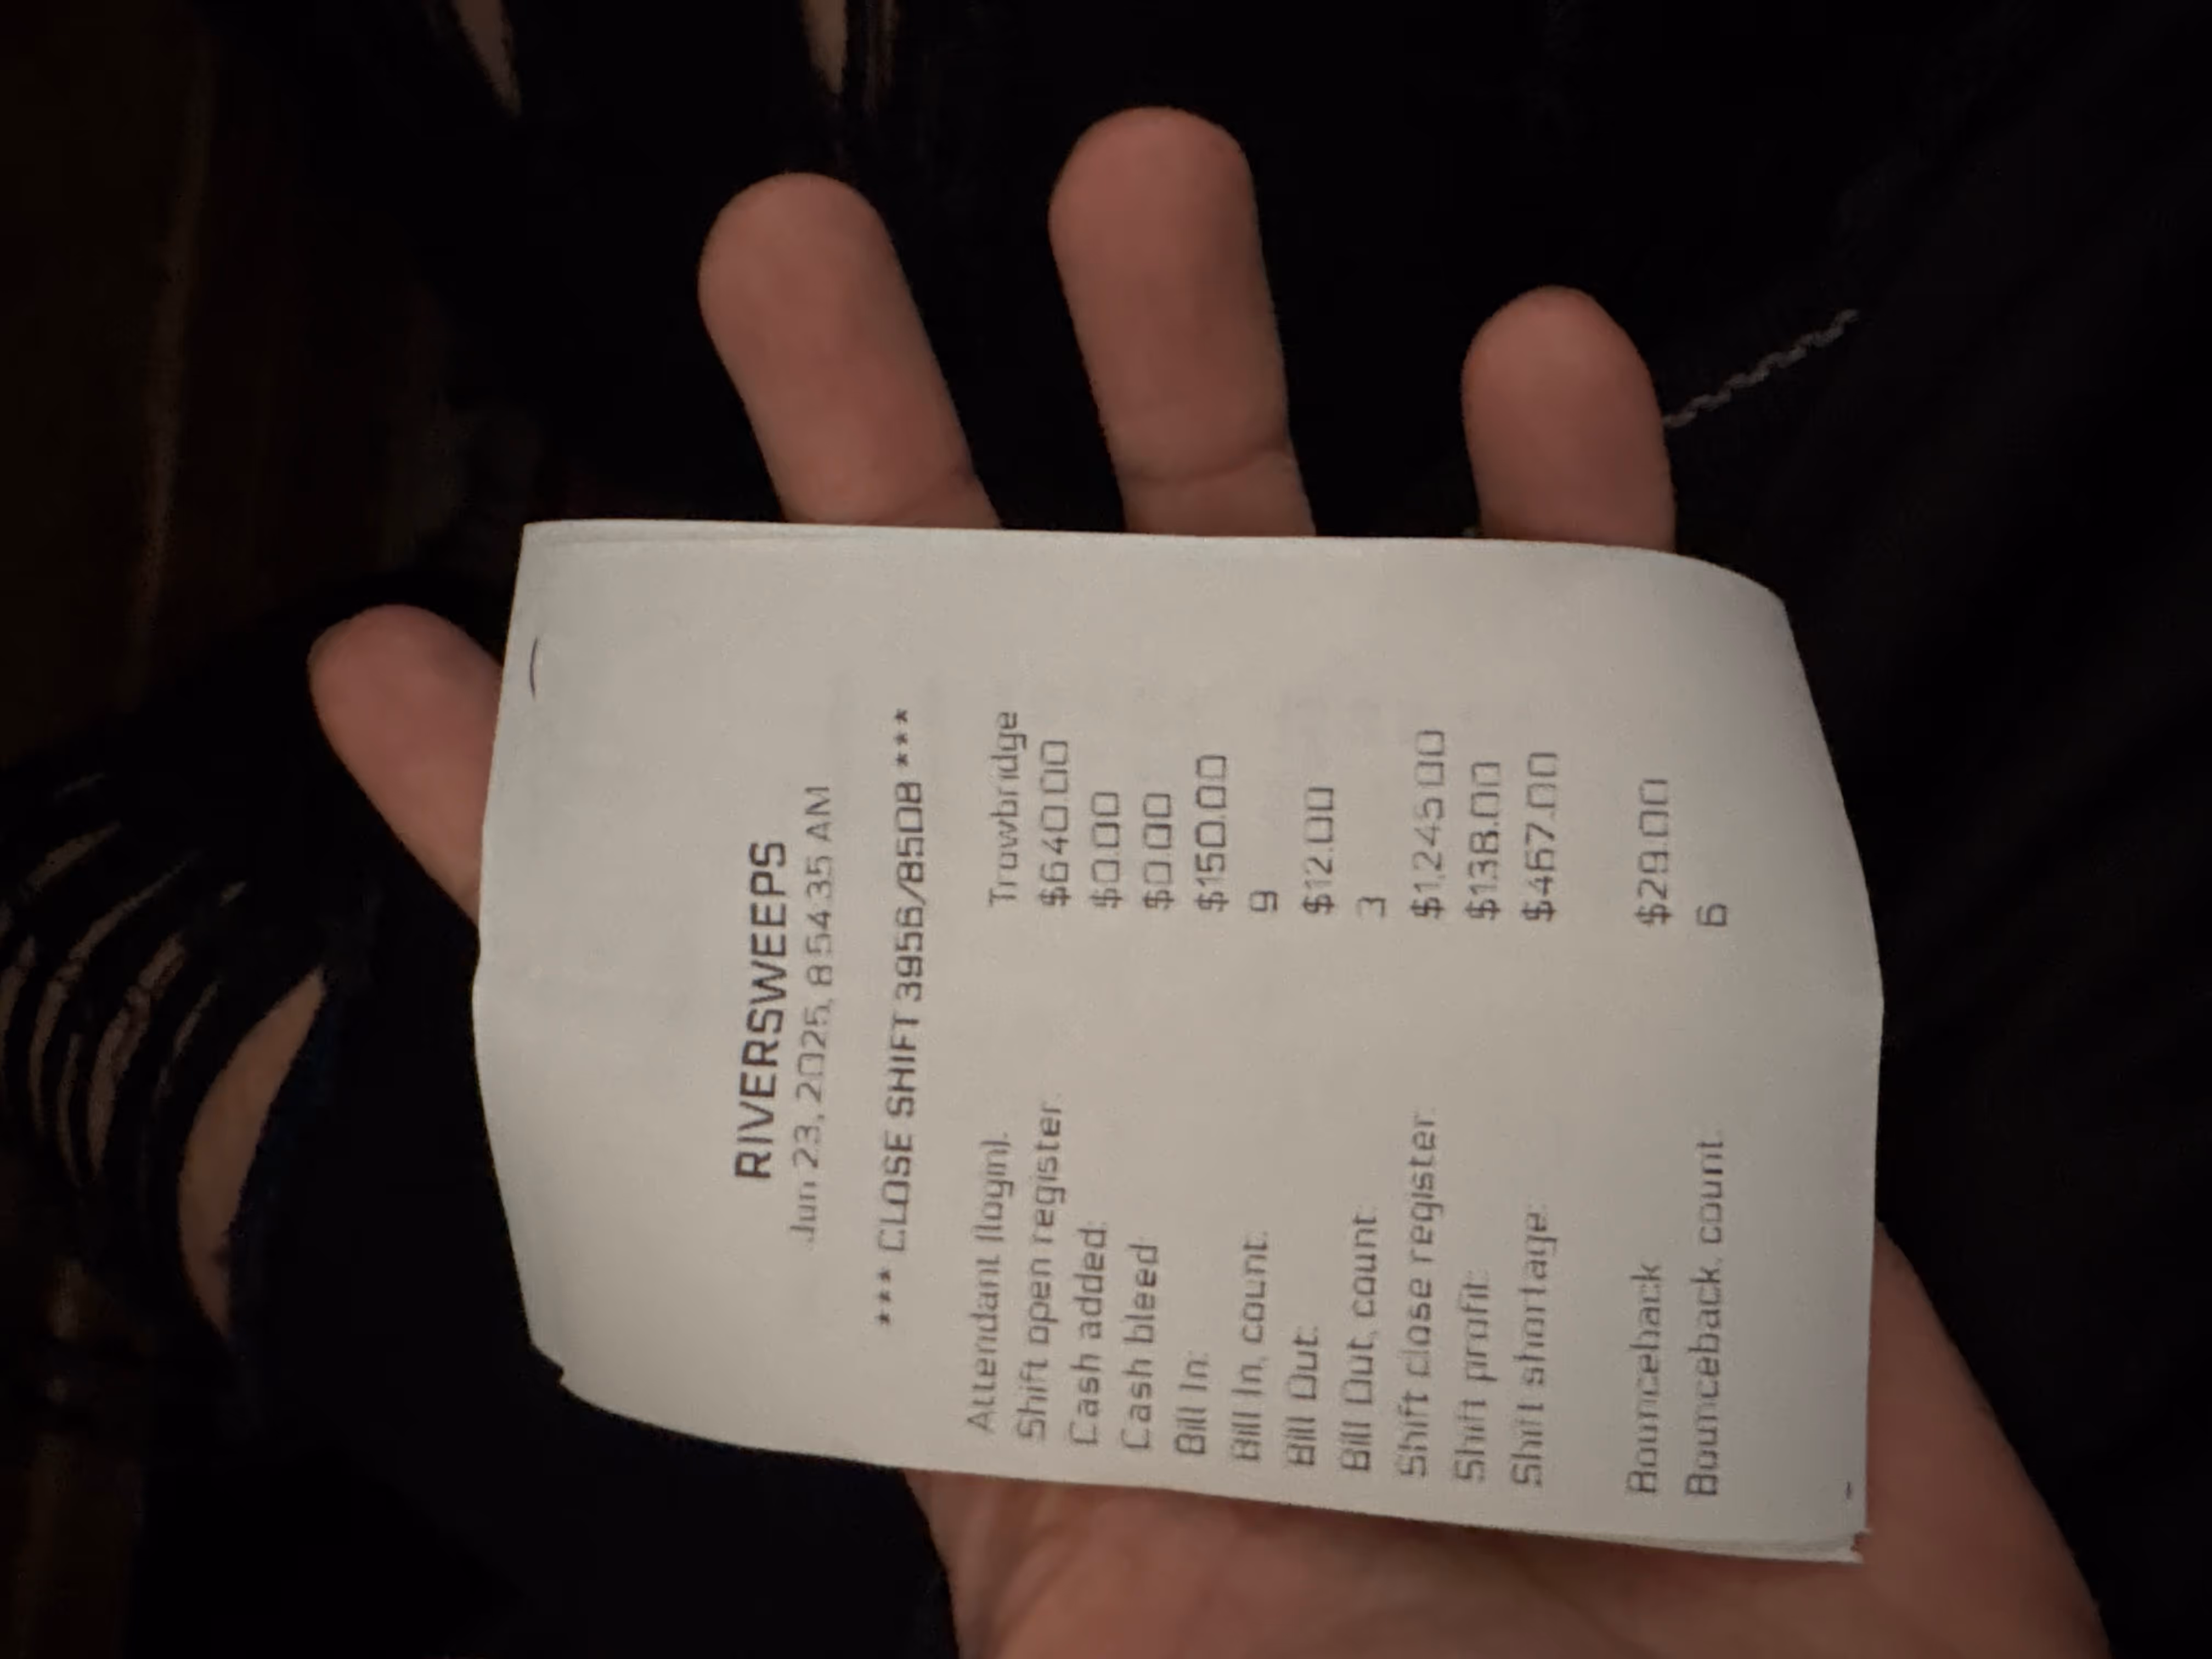 RIVERSWEEPS
Jun 23, 2025, 8:54:35 AM
*** CLOSE SHIFT 3956/8508 ***
Attendant (login): Trowbridge
Shift open register: $640.00
Cash added: $0.00
Cash bleed $0.00
Bill In: $150.00
Bill In, count: 9
Bill Out: $12.00
Bill Out, count: 3
Shift close register: $1,245.00
Shift profit: $138.00
Shift shortage: $467.00
Bounceback $29.00
Bounceback, count: 6